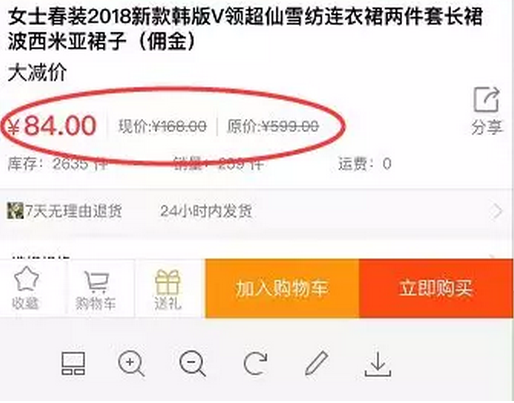 女士春装2018新款韩版V领超仙雪纺连衣裙两件套长裙
波西米亚裙子（佣金）
大减价
¥84.00 现价:¥168.00 原价:¥599.00
分享
库存：2635 件 销量：239 件 运费：0
7天无理由退货 24小时内发货
收藏 购物车 送礼 加入购物车 立即购买